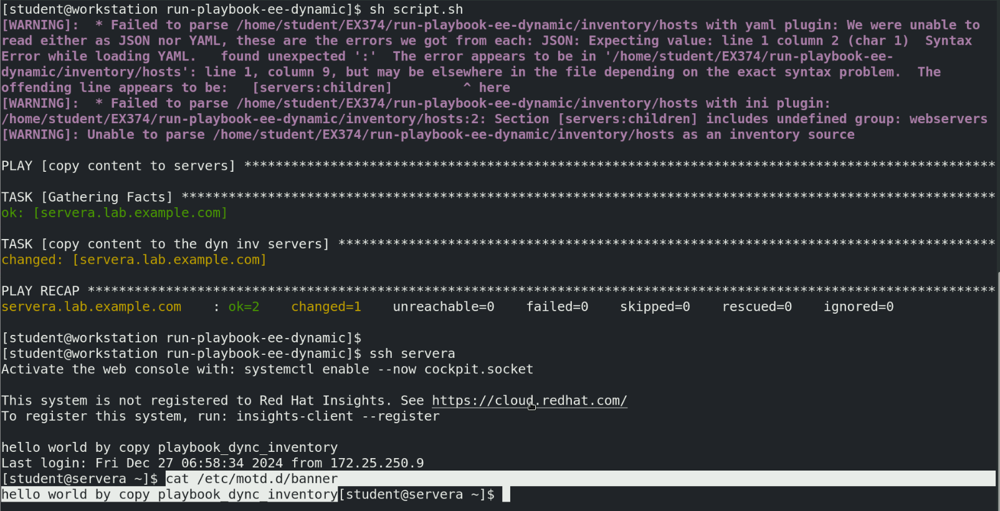 [student@workstation run-playbook-ee-dynamic]$ sh script.sh
[WARNING]:  * Failed to parse /home/student/EX374/run-playbook-ee-dynamic/inventory/hosts with yaml plugin: We were unable to
read either as JSON nor YAML, these are the errors we got from each: JSON: Expecting value: line 1 column 2 (char 1)  Syntax
Error while loading YAML.   found unexpected ':'  The error appears to be in '/home/student/EX374/run-playbook-ee-
dynamic/inventory/hosts': line 1, column 9, but may be elsewhere in the file depending on the exact syntax problem.  The
offending line appears to be:   [servers:children]         ^ here
[WARNING]:  * Failed to parse /home/student/EX374/run-playbook-ee-dynamic/inventory/hosts with ini plugin:
/home/student/EX374/run-playbook-ee-dynamic/inventory/hosts:2: Section [servers:children] includes undefined group: webservers
[WARNING]: Unable to parse /home/student/EX374/run-playbook-ee-dynamic/inventory/hosts as an inventory source
PLAY [copy content to servers] ************************************************************************************************
TASK [Gathering Facts] ********************************************************************************************************
ok: [servera.lab.example.com]
TASK [copy content to the dyn inv servers] ************************************************************************************
changed: [servera.lab.example.com]
PLAY RECAP ********************************************************************************************************************
servera.lab.example.com    : ok=2    changed=1    unreachable=0    failed=0    skipped=0    rescued=0    ignored=0
[student@workstation run-playbook-ee-dynamic]$
[student@workstation run-playbook-ee-dynamic]$ ssh servera
Activate the web console with: systemctl enable --now cockpit.socket
This system is not registered to Red Hat Insights. See https://cloud.redhat.com/
To register this system, run: insights-client --register
hello world by copy playbook_dync_inventory
Last login: Fri Dec 27 06:58:34 2024 from 172.25.250.9
[student@servera ~]$ cat /etc/motd.d/banner
hello world by copy playbook_dync_inventory[student@servera ~]$